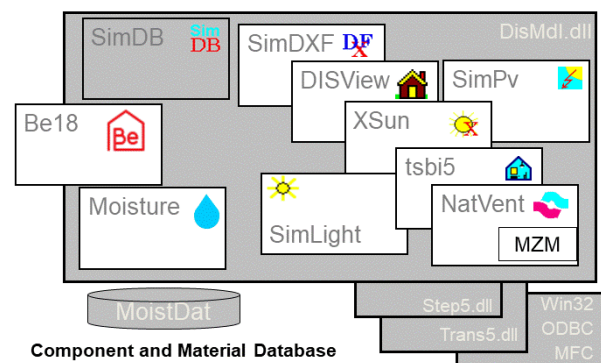 SimDB
Sim
DB
SimDXF
DF
X
DisMdl.dll
DISView
SimPv
Be18
Be
XSun
X
tsbi5
Moisture
SimLight
NatVent
MZM
MoistDat
Step5.dll
Trans5.dll
Win32
ODBC
MFC
Component and Material Database